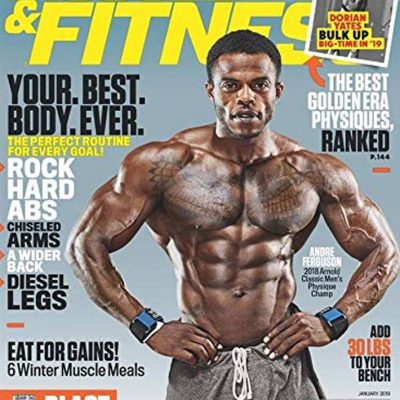 & FITNESS
DORIAN
YATES
BULK UP
BIG-TIME IN '19
YOUR. BEST.
BODY. EVER.
THE PERFECT ROUTINE
FOR EVERY GOAL!
ROCK
HARD
ABS
CHISELED
ARMS
A WIDER
BACK
DIESEL
LEGS
EAT FOR GAINS!
6 Winter Muscle Meals
THE BEST
GOLDEN ERA
PHYSIQUES,
RANKED
P.144
ANDRE
FERGUSON
2018 Arnold
Classic Men's
Physique
Champ
ADD
30 LBS
TO YOUR
BENCH
JANUARY 2019
BLAST